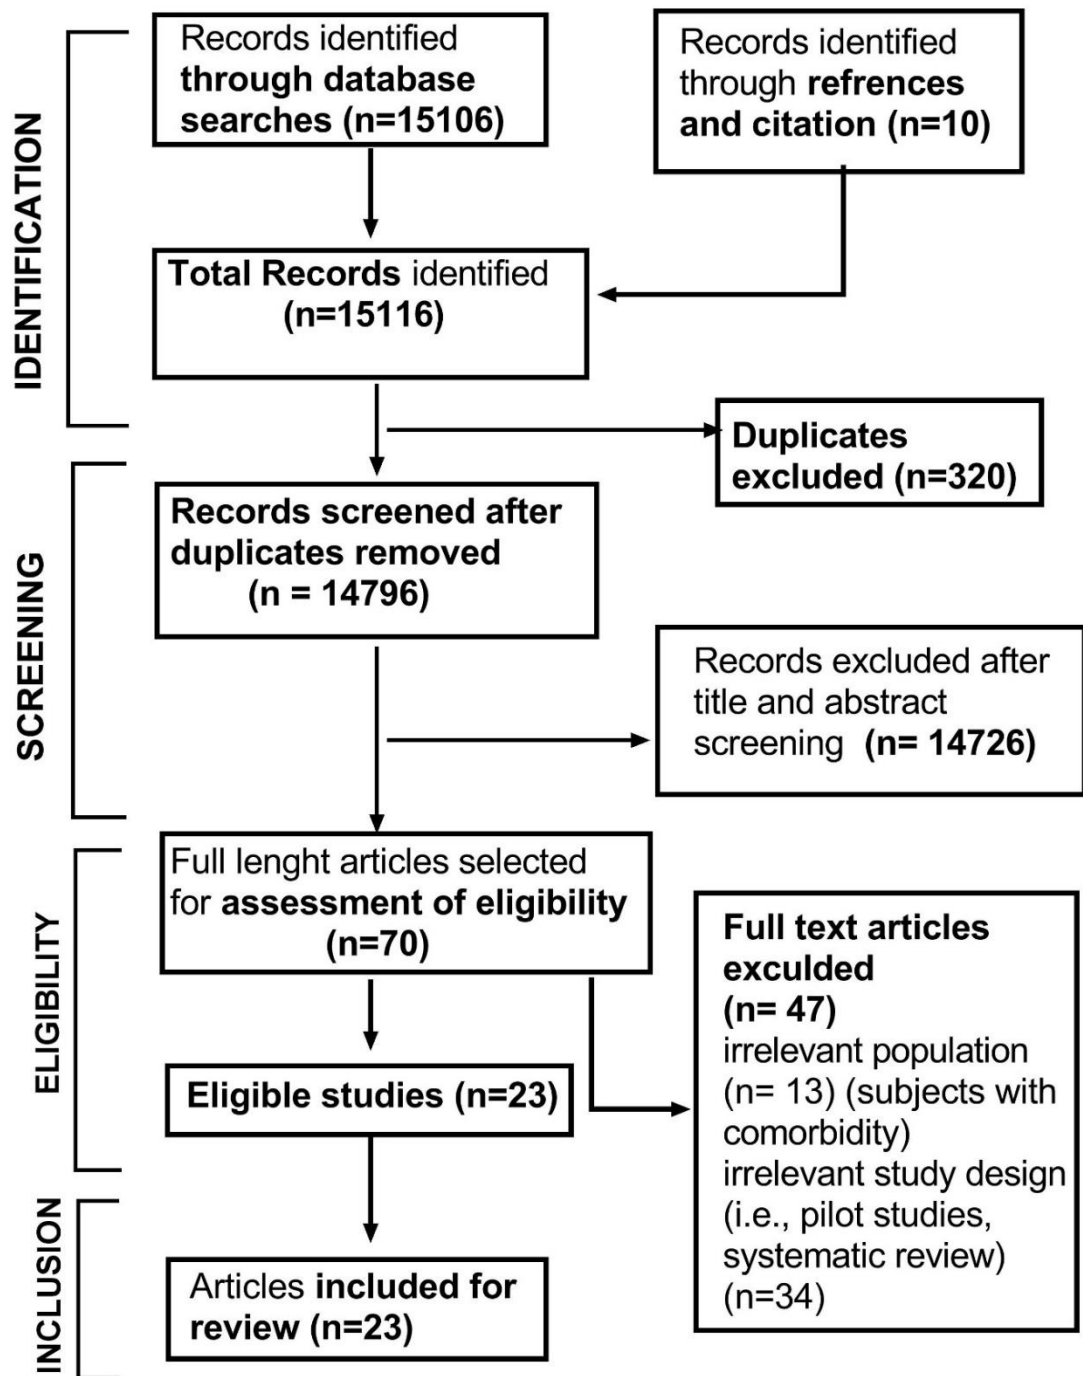 IDENTIFICATION
Records identified
through database
searches (n=15106)
Records identified
through refrences
and citation (n=10)
Total Records identified
(n=15116)
Duplicates
excluded (n=320)
SCREENING
Records screened after
duplicates removed
(n = 14796)
Records excluded after
title and abstract
screening (n= 14726)
ELIGIBILITY
Full lenght articles selected
for assessment of eligibility
(n=70)
Full text articles
exculded
(n= 47)
irrelevant population
(n= 13) (subjects with
comorbidity)
irrelevant study design
(i.e., pilot studies,
systematic review)
(n=34)
Eligible studies (n=23)
INCLUSION
Articles included for
review (n=23)